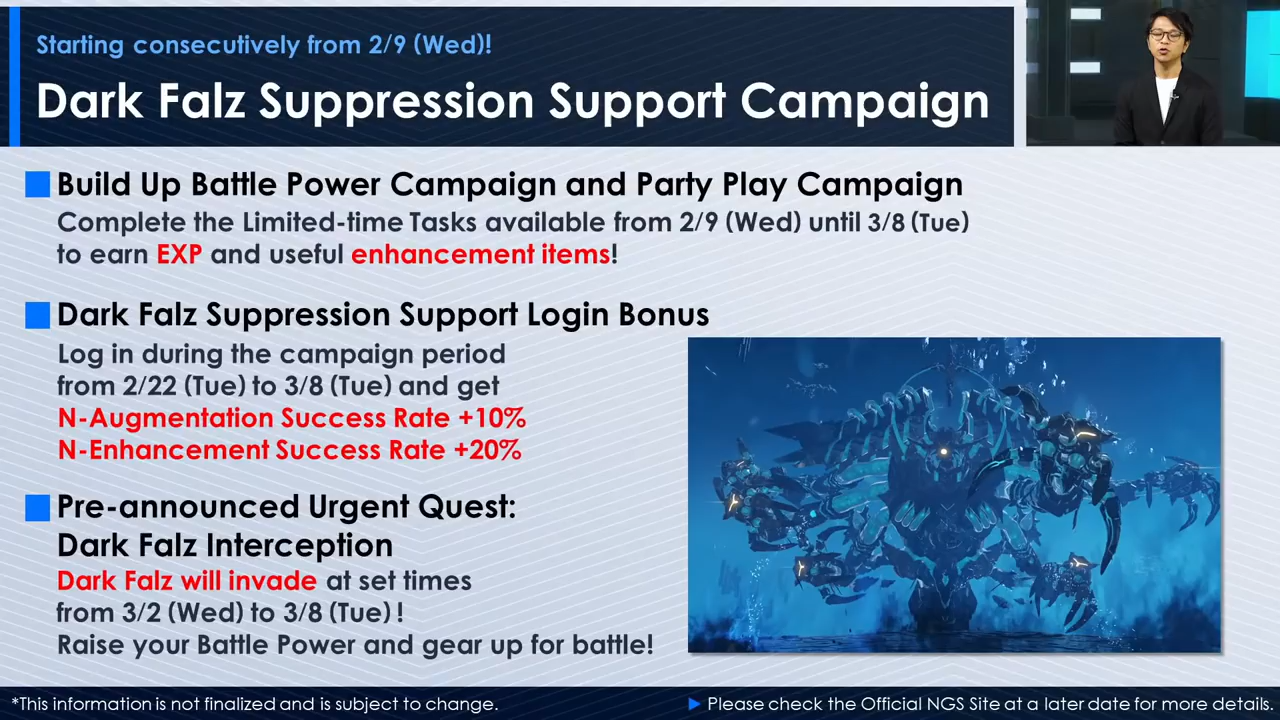 Starting consecutively from 2/9 (Wed)!
Dark Falz Suppression Support Campaign
Build Up Battle Power Campaign and Party Play Campaign
Complete the Limited-time Tasks available from 2/9 (Wed) until 3/8 (Tue)
to earn EXP and useful enhancement items!
Dark Falz Suppression Support Login Bonus
Log in during the campaign period
from 2/22 (Tue) to 3/8 (Tue) and get
N-Augmentation Success Rate +10%
N-Enhancement Success Rate +20%
Pre-announced Urgent Quest:
Dark Falz Interception
Dark Falz will invade at set times
from 3/2 (Wed) to 3/8 (Tue) !
Raise your Battle Power and gear up for battle!
*This information is not finalized and is subject to change.
Please check the Official NGS Site at a later date for more details.